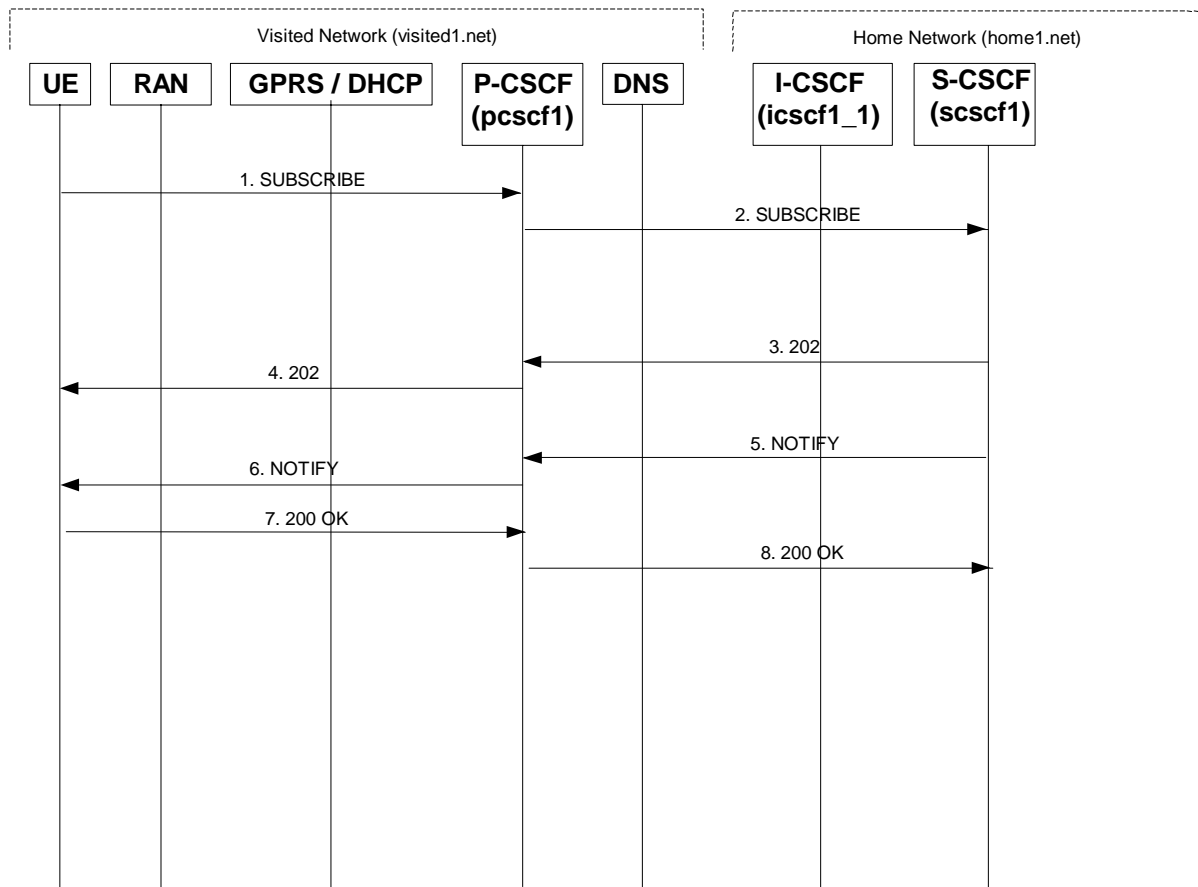 Visited Network (visited1.net)
Home Network (home1.net)
UE
RAN
GPRS / DHCP
P-CSCF
(pcscf1)
DNS
I-CSCF
(icscf1_1)
S-CSCF
(scscf1)
1. SUBSCRIBE
2. SUBSCRIBE
3. 202
4. 202
5. NOTIFY
6. NOTIFY
7. 200 OK
8. 200 OK